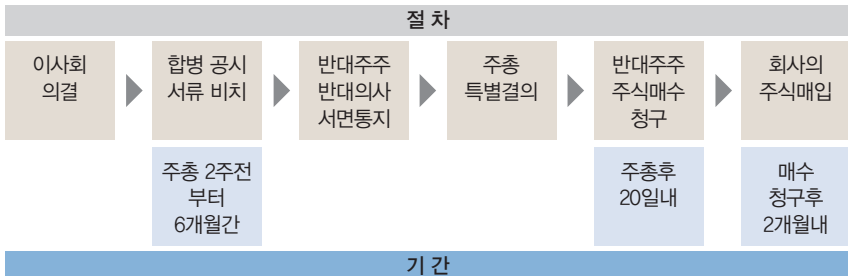 절 차
이사회
의결
합병 공시
서류 비치
반대주주
반대의사
서면통지
주총
특별결의
반대주주
주식매수
청구
회사의
주식매입
주총 2주전
부터
6개월간
주총후
20일내
매수
청구후
2개월내
기 간